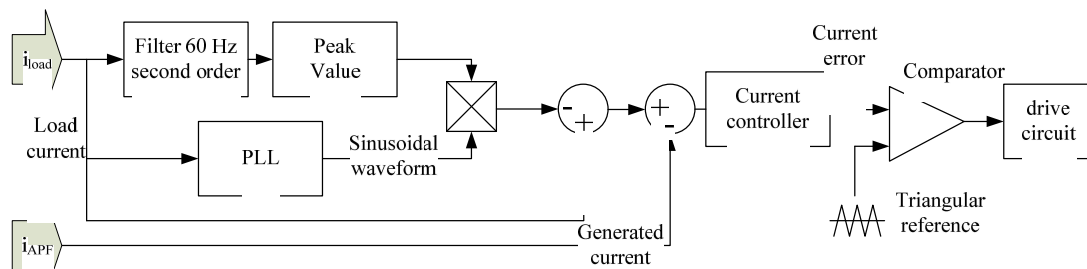 i_load
Load
current
Filter 60 Hz
second order
Peak
Value
PLL
Sinusoidal
waveform
-
+
+
-
Current
controller
Current
error
Comparator
drive
circuit
Triangular
reference
i_APF
Generated
current